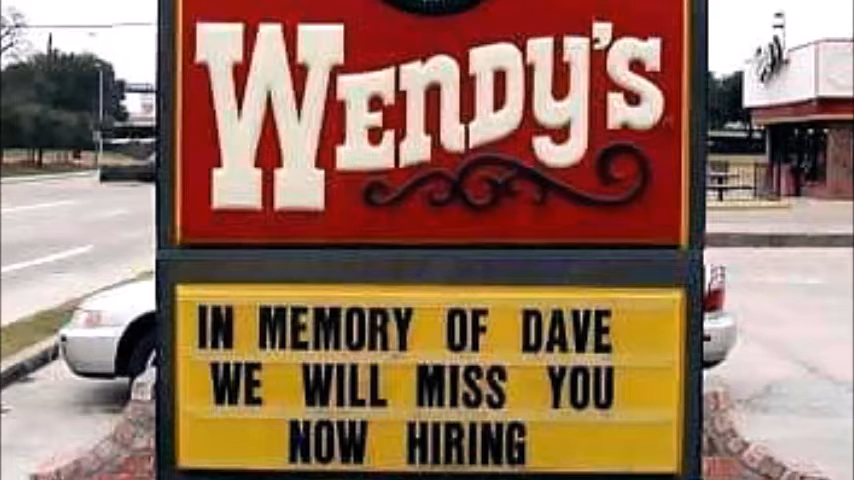 WENDY'S
IN MEMORY OF DAVE
WE WILL MISS YOU
NOW HIRING